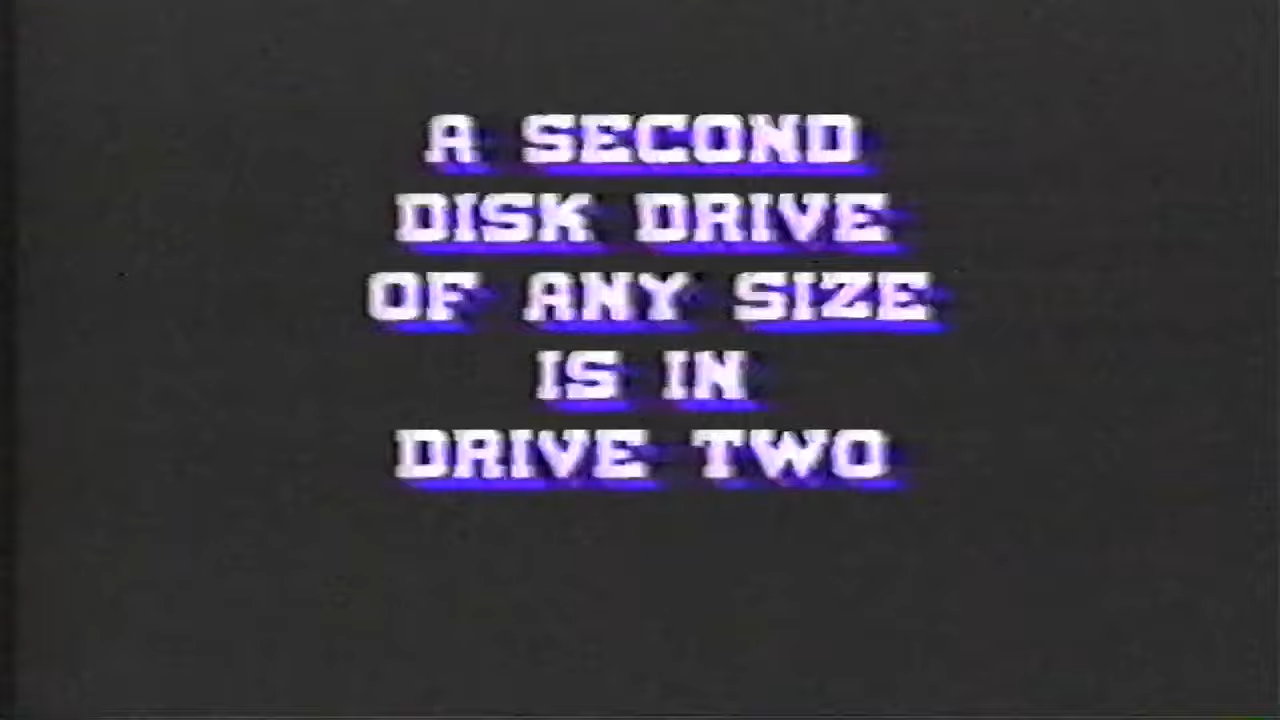 A SECOND
DISK DRIVE
OF ANY SIZE
IS IN
DRIVE TWO